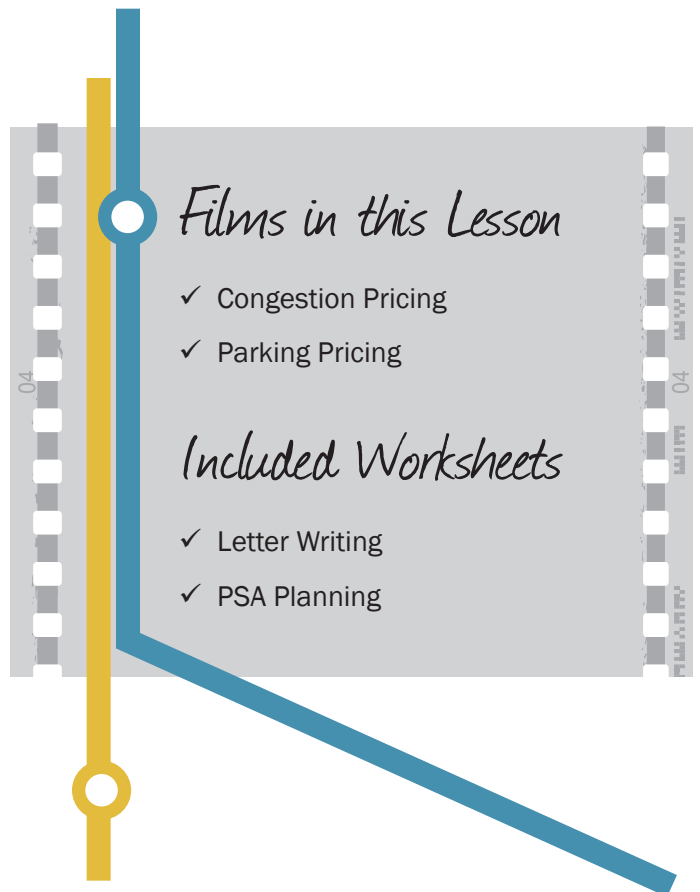 Films in this Lesson
✓ Congestion Pricing
✓ Parking Pricing
Included Worksheets
✓ Letter Writing
✓ PSA Planning
04
04